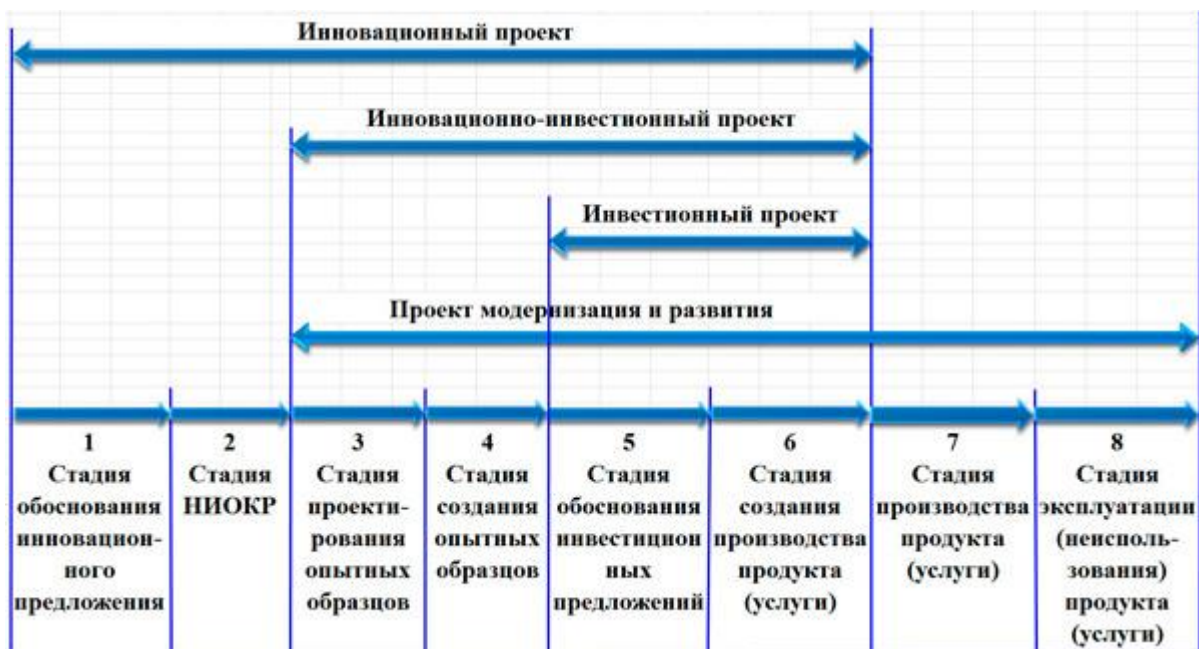 Инновационный проект
Инновационно-инвестионный проект
Инвестионный проект
Проект модернизация и развития
1
Стадия
обоснования
инновацион-
ного
предложения
2
Стадия
НИОКР
3
Стадия
проекти-
рования
опытных
образцов
4
Стадия
создания
опытных
образцов
5
Стадия
обоснования
инвестицион
ных
предложений
6
Стадия
создания
производства
продукта
(услуги)
7
Стадия
производства
продукта
(услуги)
8
Стадия
эксплуатации
(неисполь-
зования)
продукта
(услуги)